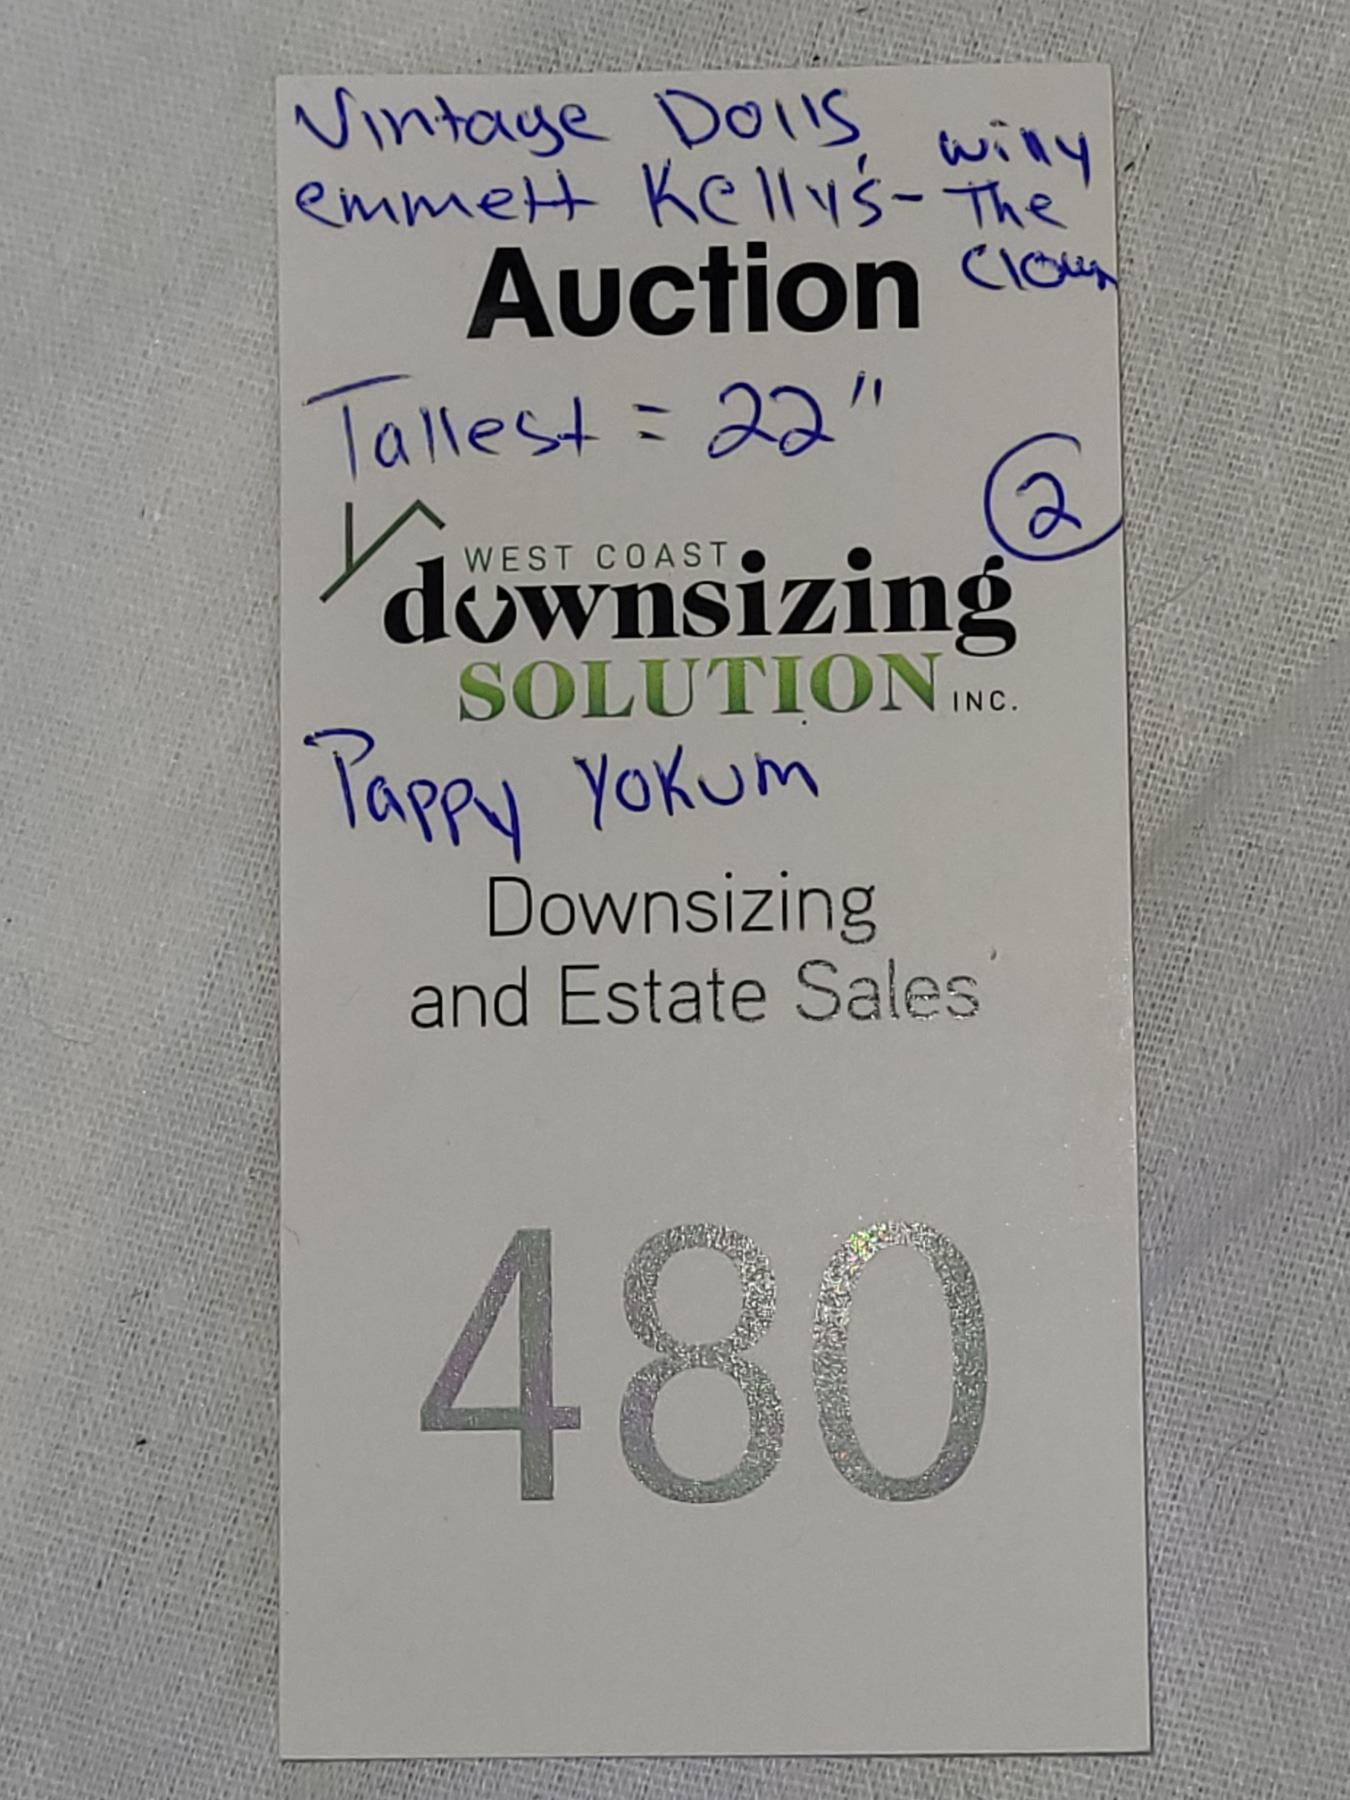 Vintage Dolls,
emmett Kelly's - Willy
The
Clown
Auction
Tallest = 22"
2
WEST COAST
downsizing
SOLUTION INC.
Pappy YOKUM
Downsizing
and Estate Sales
480